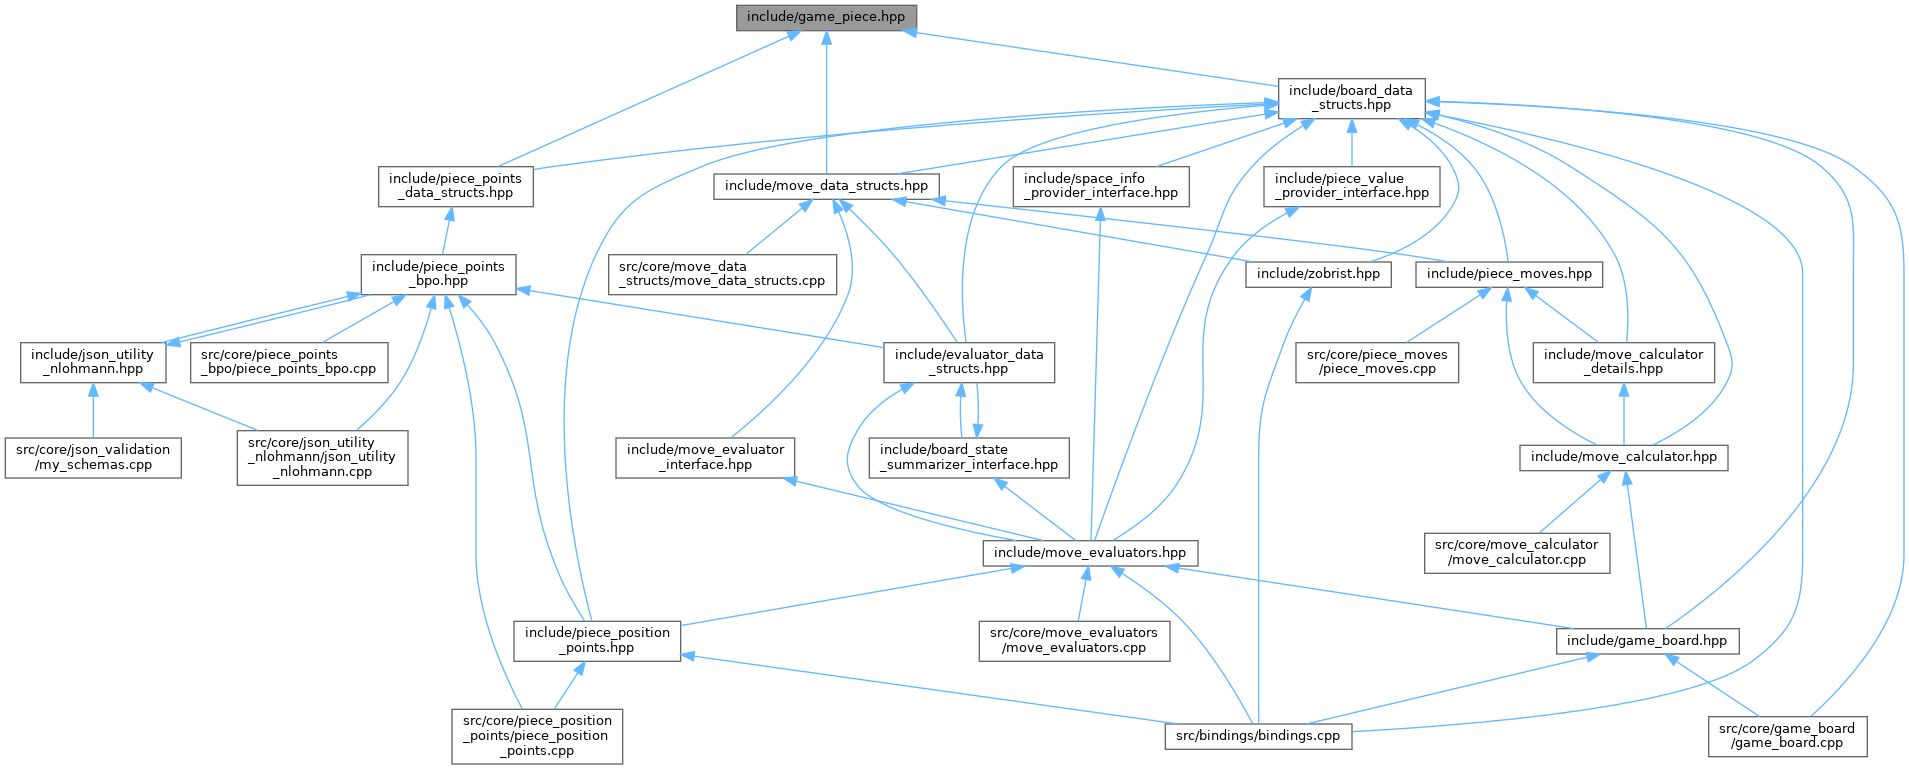 include/game_piece.hpp
include/board_data
_structs.hpp
include/piece_points
_data_structs.hpp
include/move_data_structs.hpp
include/space_info
_provider_interface.hpp
include/piece_value
_provider_interface.hpp
include/piece_points
_bpo.hpp
src/core/move_data
_structs/move_data_structs.cpp
include/zobrist.hpp
include/piece_moves.hpp
include/json_utility
_nlohmann.hpp
src/core/piece_points
_bpo/piece_points_bpo.cpp
include/evaluator_data
_structs.hpp
src/core/piece_moves
/piece_moves.cpp
include/move_calculator
_details.hpp
src/core/json_validation
/my_schemas.cpp
src/core/json_utility
_nlohmann/json_utility
_nlohmann.cpp
include/move_evaluator
_interface.hpp
include/board_state
_summarizer_interface.hpp
include/move_calculator.hpp
include/move_evaluators.hpp
src/core/move_calculator
/move_calculator.cpp
include/piece_position
_points.hpp
src/core/move_evaluators
/move_evaluators.cpp
include/game_board.hpp
src/core/piece_position
_points/piece_position
_points.cpp
src/bindings/bindings.cpp
src/core/game_board
/game_board.cpp